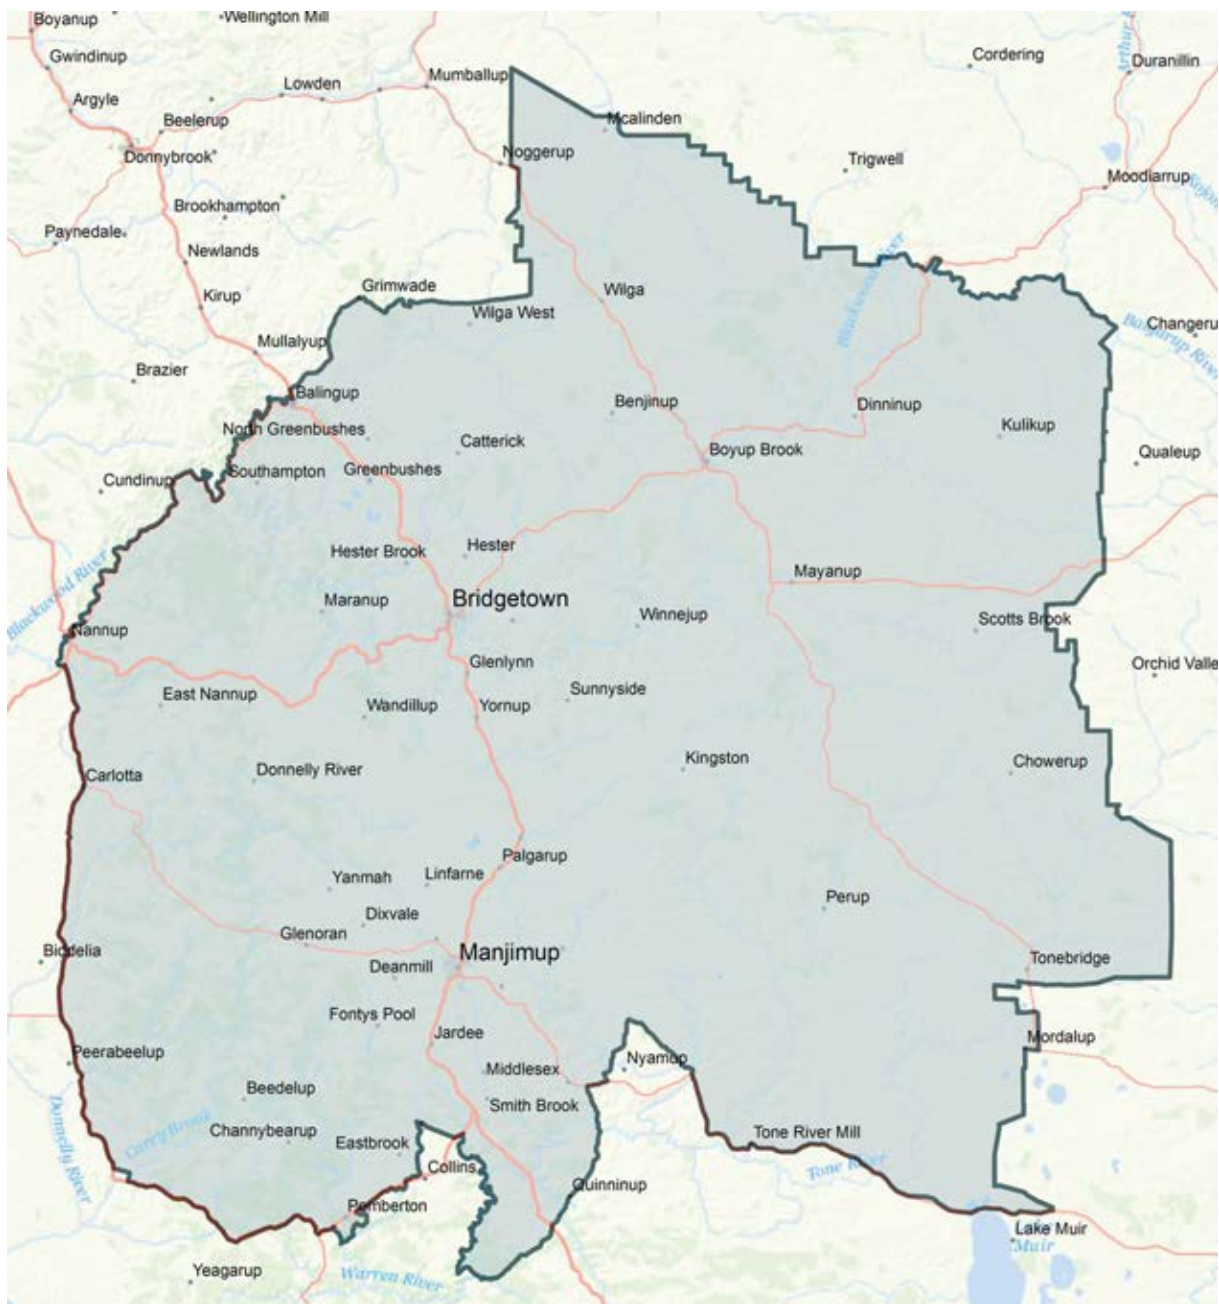 Boyanup
Wellington Mill
Gwindinup
Cordering
Duranillin
Lowden
Mumballup
Argyle
Beelerup
Mcalinden
Donnybrook
Noggerup
Trigwell
Moodiarrup
Brookhampton
Paynedale
Newlands
Grimwade
Kirup
Wilga
Wilga West
Changeru
Mullalyup
Balgarup River
Brazier
Balingup
Benjinup
Dinninup
Kulikup
North Greenbushes
Catterick
Boyup Brook
Qualeup
Cundinup
Southampton
Greenbushes
Hester Brook
Hester
Mayanup
Blackwood River
Maranup
Bridgetown
Winnejup
Scotts Brook
Nannup
Glenlynn
Orchid Valle
East Nannup
Wandillup
Yornup
Sunnyside
Kingston
Chowerup
Carlotta
Donnelly River
Palgarup
Yanmah
Linfarne
Perup
Dixvale
Glenoran
Biddelia
Manjimup
Tonebridge
Deanmill
Fontys Pool
Jardee
Mordalup
Peerabeelup
Middlesex
Nyamup
Beedelup
Smith Brook
Donnelly River
Carey Brook
Channybearup
Eastbrook
Tone River Mill
Collins
Tone River
Quinninup
Pemberton
Lake Muir
Muir
Yeagarup
Warren River